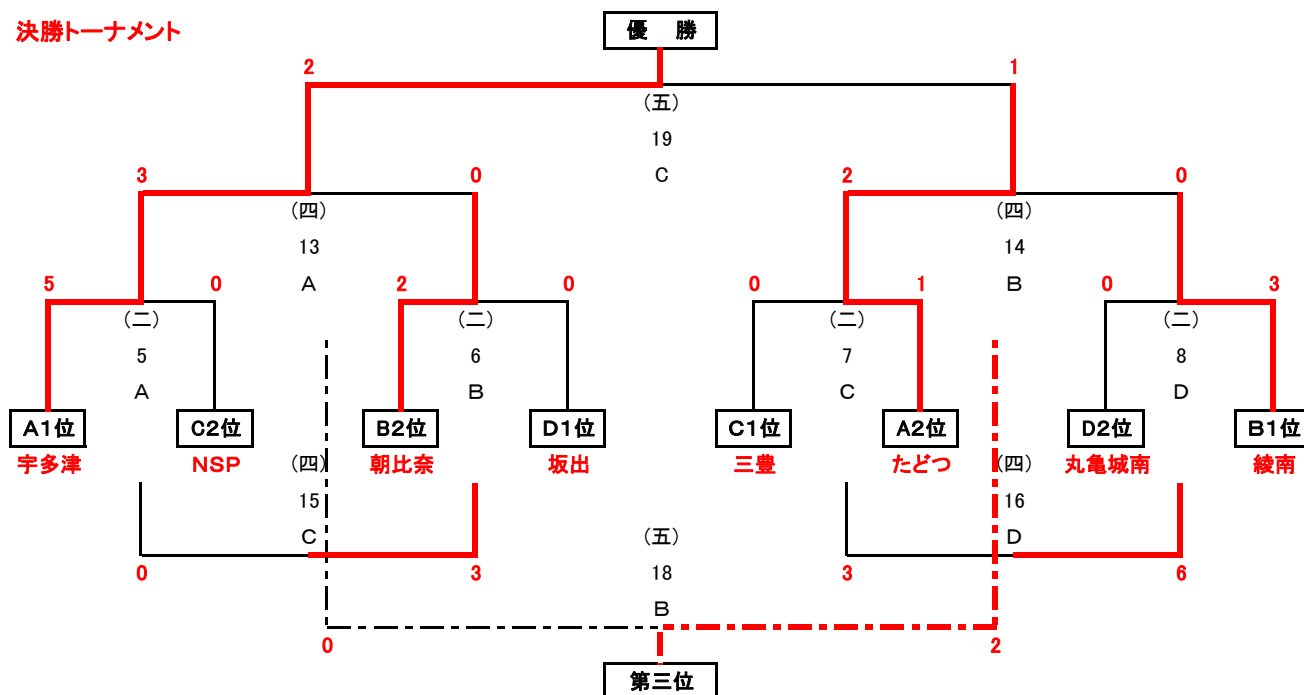 決勝トーナメント
優　勝
2
1
(五)
19
C
3
0
2
0
(四)
13
A
(四)
14
B
5
0
2
0
0
1
0
3
(二)
5
A
(二)
6
B
(二)
7
C
(二)
8
D
A1位
C2位
B2位
D1位
C1位
A2位
D2位
B1位
宇多津
NSP
朝比奈
坂出
三豊
たどつ
丸亀城南
綾南
(四)
15
C
(四)
16
D
(五)
18
B
0
3
3
6
0
2
第三位